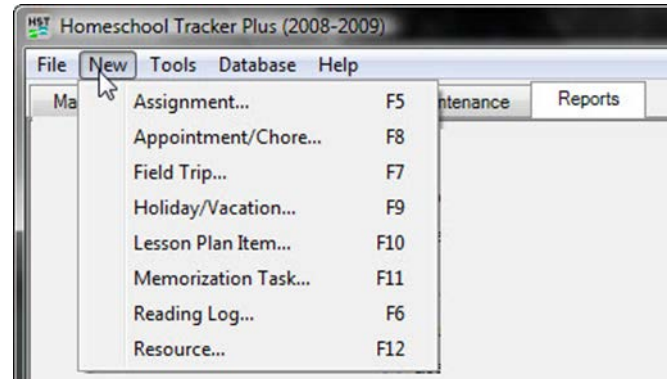 HST Homeschool Tracker Plus (2008-2009)
File New Tools Database Help
Ma ntenance Reports
Assignment... F5
Appointment/Chore... F8
Field Trip... F7
Holiday/Vacation... F9
Lesson Plan Item... F10
Memorization Task... F11
Reading Log... F6
Resource... F12